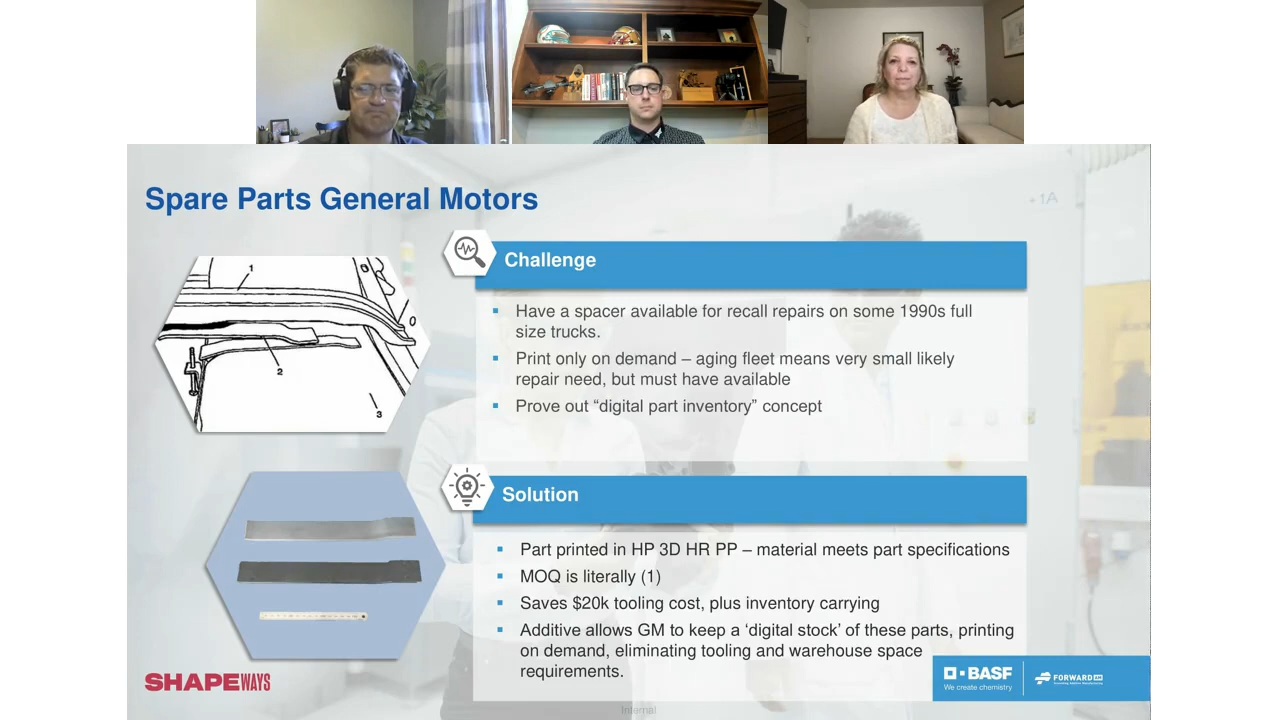 Spare Parts General Motors
+1A
Challenge
1
2
3
▪ Have a spacer available for recall repairs on some 1990s full
size trucks.
▪ Print only on demand – aging fleet means very small likely
repair need, but must have available
▪ Prove out “digital part inventory” concept
Solution
▪ Part printed in HP 3D HR PP – material meets part specifications
▪ MOQ is literally (1)
▪ Saves $20k tooling cost, plus inventory carrying
▪ Additive allows GM to keep a ‘digital stock’ of these parts, printing
on demand, eliminating tooling and warehouse space
requirements.
SHAPEWAYS
BASF
We create chemistry
FORWARD AM
Internal